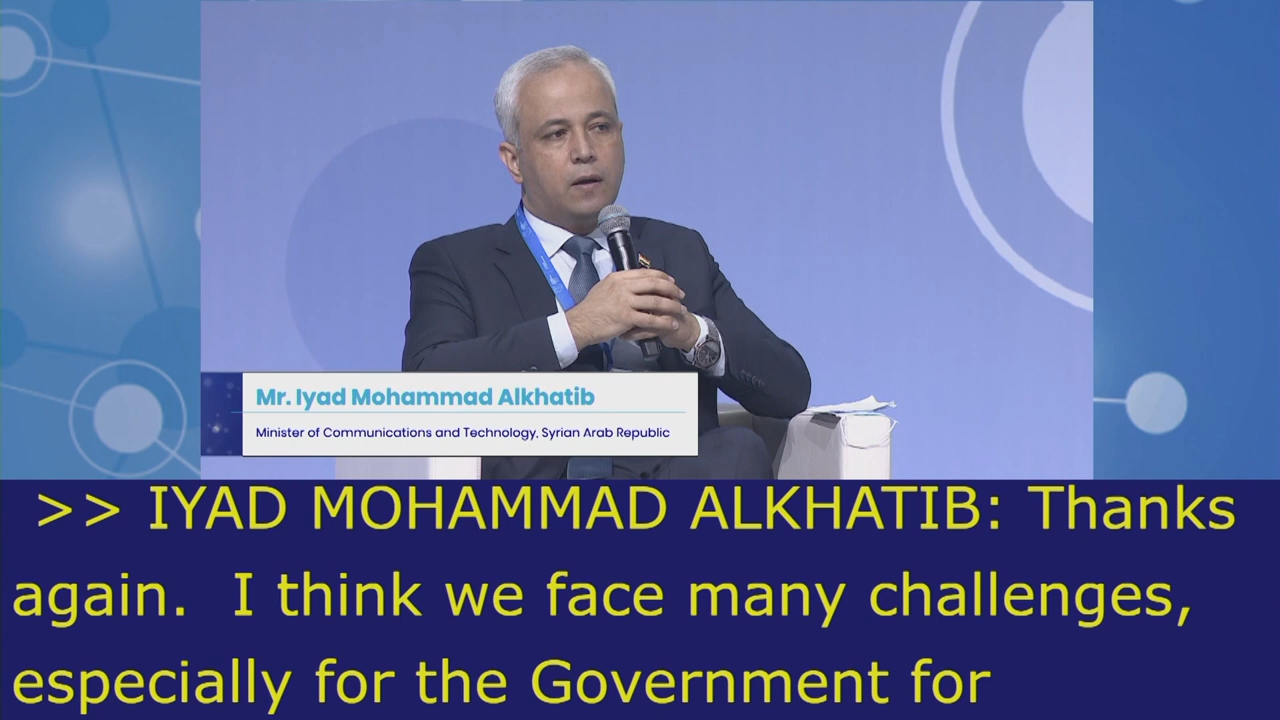 Mr. Iyad Mohammad Alkhatib
Minister of Communications and Technology, Syrian Arab Republic
>> IYAD MOHAMMAD ALKHATIB: Thanks
again.  I think we face many challenges,
especially for the Government for